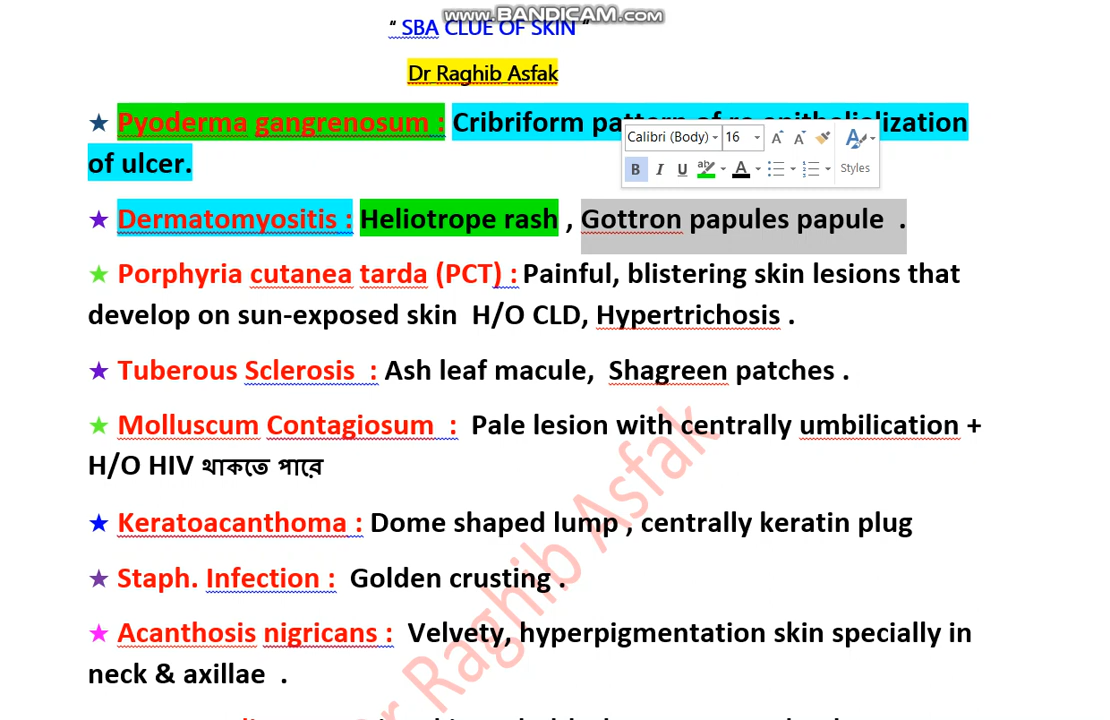 www.BANDICAM.com
" SBA CLUE OF SKIN "
Dr Raghib Asfak
★ Pyoderma gangrenosum : Cribriform pattern of re epithelialization
of ulcer.
Calibri (Body) 16 A A A
B I U ab A Styles
★ Dermatomyositis : Heliotrope rash , Gottron papules papule .
★ Porphyria cutanea tarda (PCT) : Painful, blistering skin lesions that
develop on sun-exposed skin H/O CLD, Hypertrichosis .
★ Tuberous Sclerosis : Ash leaf macule, Shagreen patches .
★ Molluscum Contagiosum : Pale lesion with centrally umbilication +
H/O HIV থাকতে পারে
★ Keratoacanthoma : Dome shaped lump , centrally keratin plug
★ Staph. Infection : Golden crusting .
★ Acanthosis nigricans : Velvety, hyperpigmentation skin specially in
neck & axillae .
Dr Raghib Asfak